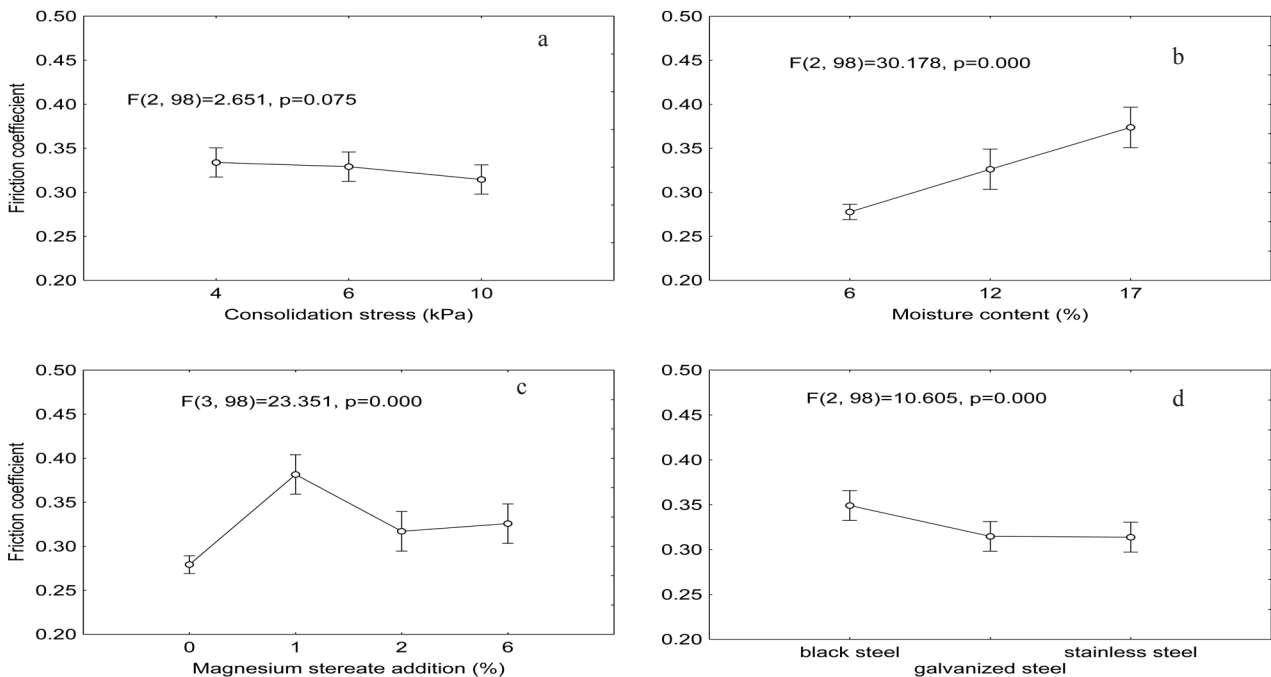 a
F(2, 98)=2.651, p=0.075
0.50
0.45
0.40
0.35
0.30
0.25
0.20
Firiction coeffiecient
4 6 10
Consolidation stress (kPa)
b
F(2, 98)=30.178, p=0.000
0.50
0.45
0.40
0.35
0.30
0.25
0.20
6 12 17
Moisture content (%)
c
F(3, 98)=23.351, p=0.000
0.50
0.45
0.40
0.35
0.30
0.25
0.20
Friction coefficient
0 1 2 6
Magnesium stereate addition (%)
d
F(2, 98)=10.605, p=0.000
0.50
0.45
0.40
0.35
0.30
0.25
0.20
black steel
galvanized steel
stainless steel